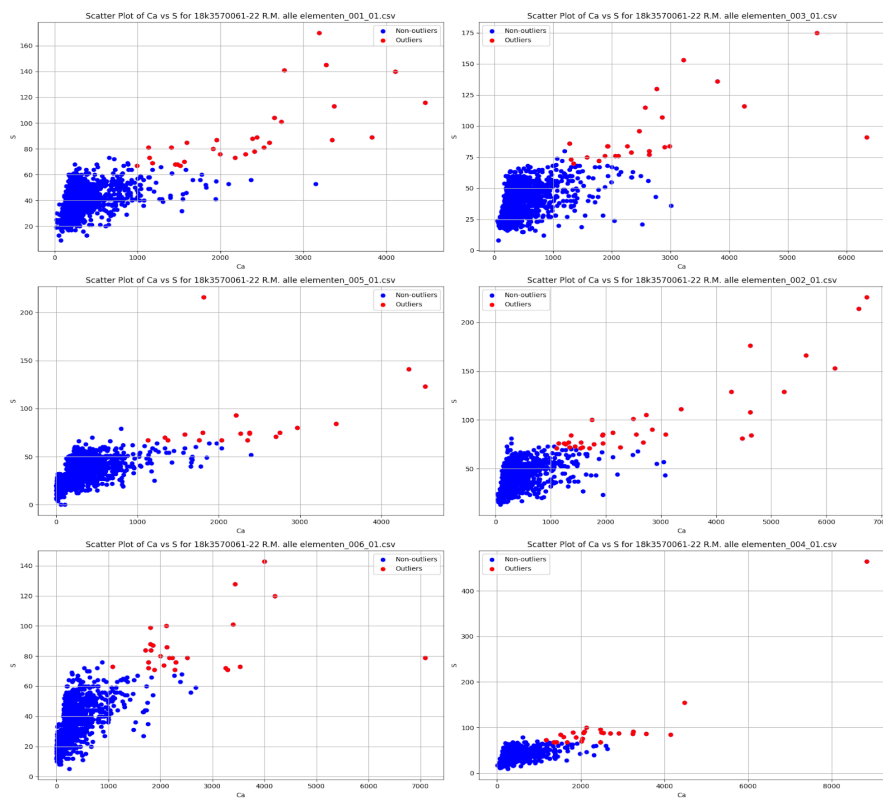 Scatter Plot of Ca vs S for 18k3570061-22 R.M. alle elementen_001_01.csv
Non-outliers
Outliers
160
140
120
100
80
60
40
20
S
0 1000 2000 3000 4000
Ca
Scatter Plot of Ca vs S for 18k3570061-22 R.M. alle elementen_003_01.csv
Non-outliers
Outliers
175
150
125
100
75
50
25
S
0 1000 2000 3000 4000 5000 6000
Ca
Scatter Plot of Ca vs S for 18k3570061-22 R.M. alle elementen_005_01.csv
Non-outliers
Outliers
200
150
100
50
0
S
0 1000 2000 3000 4000
Ca
Scatter Plot of Ca vs S for 18k3570061-22 R.M. alle elementen_002_01.csv
Non-outliers
Outliers
200
150
100
50
S
0 1000 2000 3000 4000 5000 6000 7000
Ca
Scatter Plot of Ca vs S for 18k3570061-22 R.M. alle elementen_006_01.csv
Non-outliers
Outliers
140
120
100
80
60
40
20
0
S
0 1000 2000 3000 4000 5000 6000 7000
Ca
Scatter Plot of Ca vs S for 18k3570061-22 R.M. alle elementen_004_01.csv
Non-outliers
Outliers
400
300
200
100
0
S
0 2000 4000 6000 8000
Ca